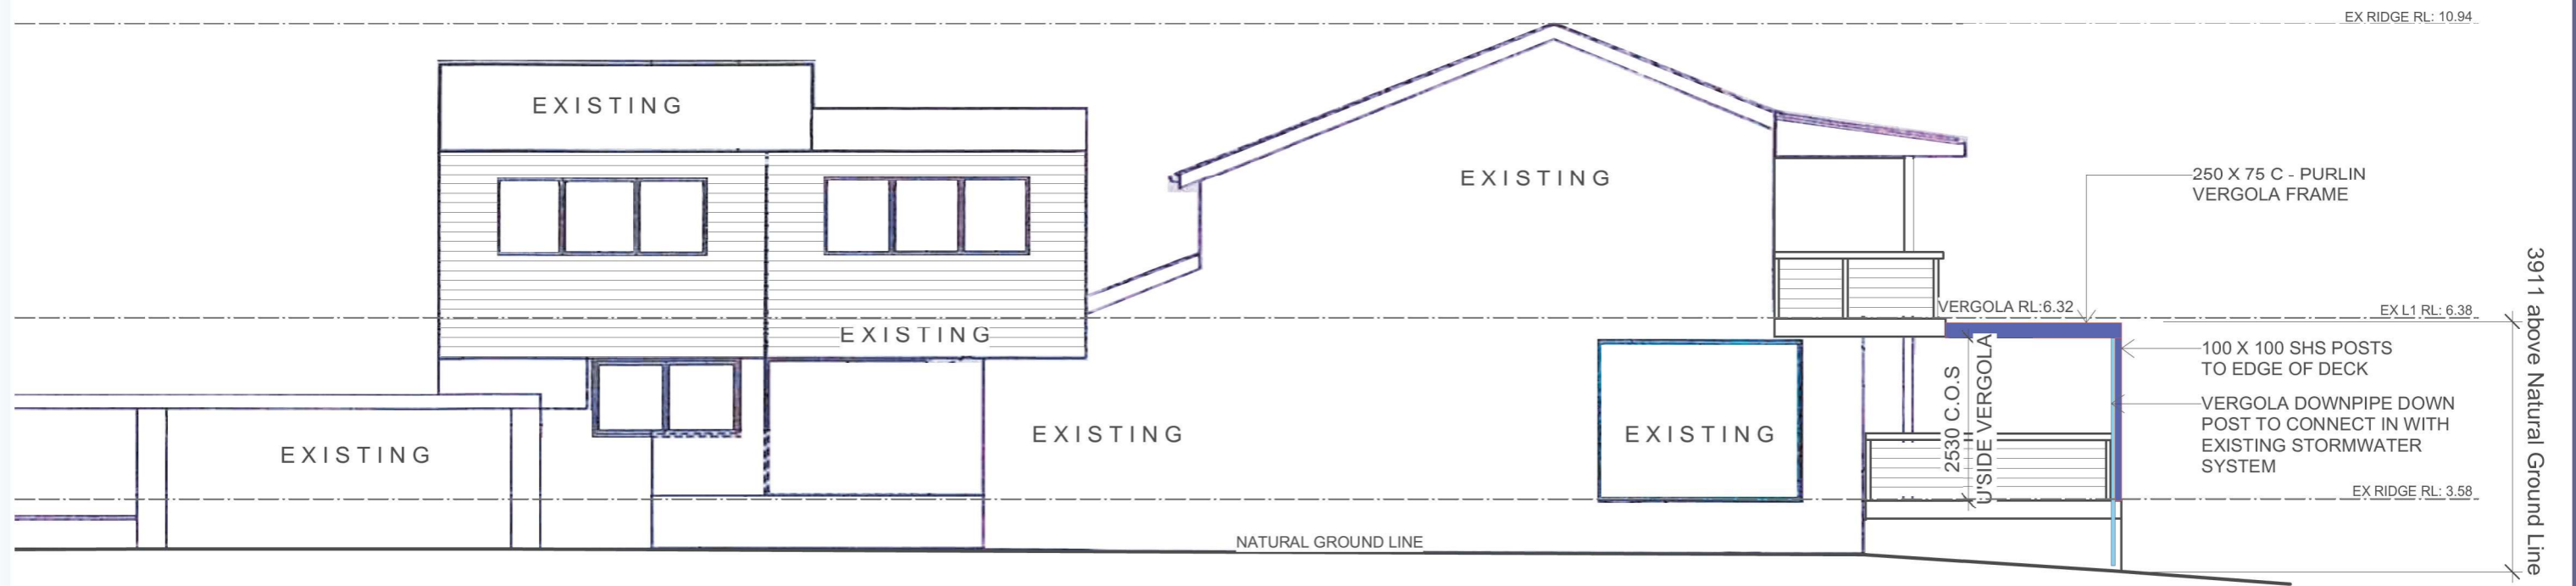 EX RIDGE RL: 10.94
EXISTING
EXISTING
250 X 75 C - PURLIN
VERGOLA FRAME
VERGOLA RL:6.32
EX L1 RL: 6.38
EXISTING
100 X 100 SHS POSTS
TO EDGE OF DECK
2530 C.O.S
U'SIDE VERGOLA
VERGOLA DOWNPIPE DOWN
POST TO CONNECT IN WITH
EXISTING STORMWATER
SYSTEM
3911 above Natural Ground Line
EXISTING
EXISTING
EXISTING
EX RIDGE RL: 3.58
NATURAL GROUND LINE